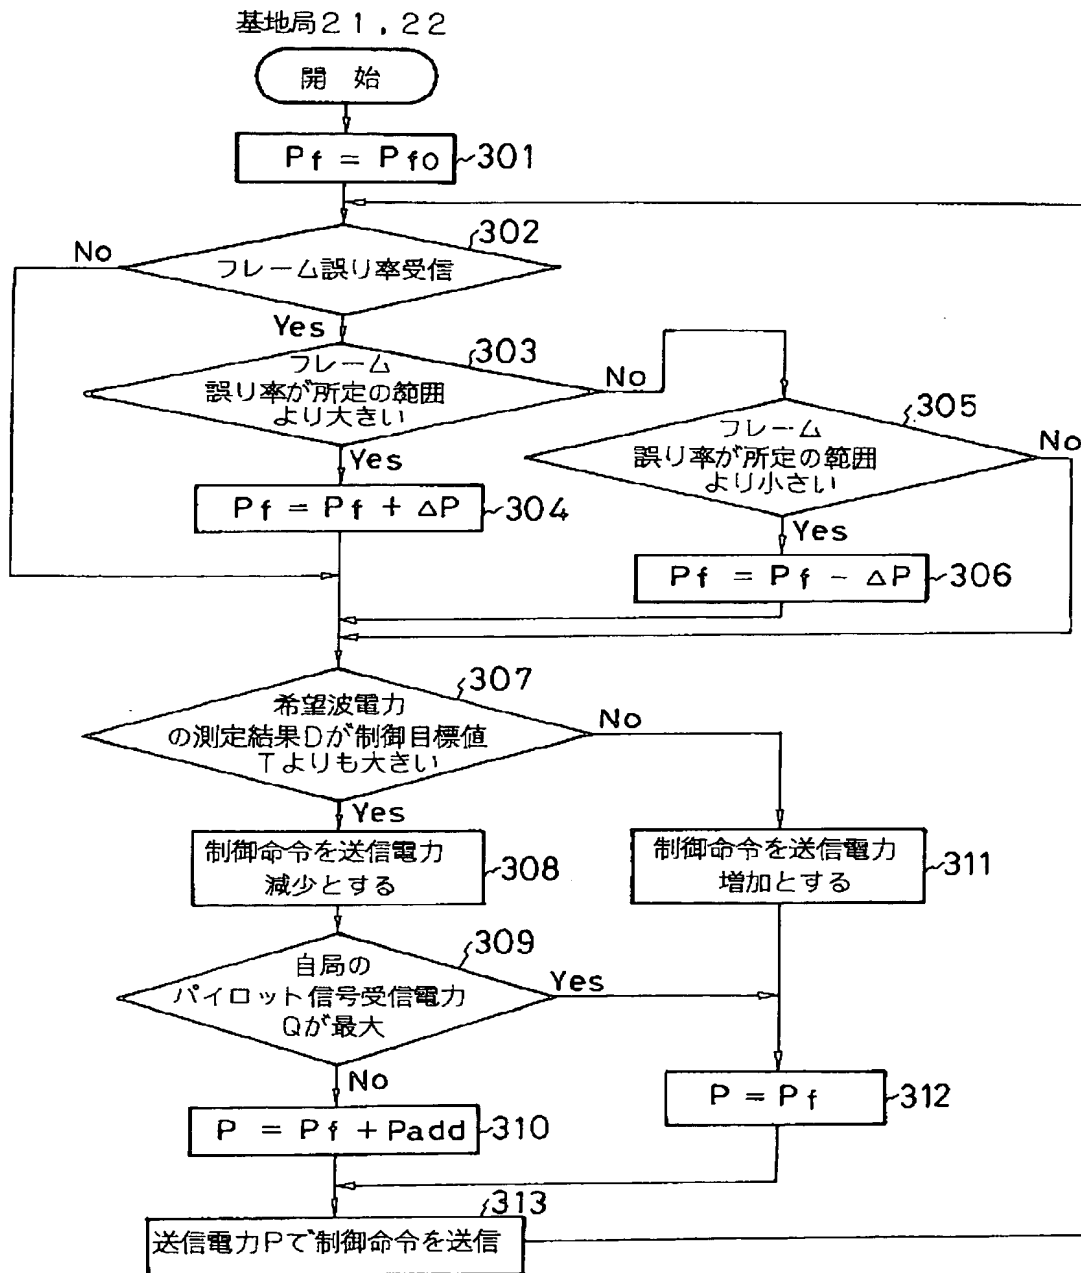 基地局21,22
開 始
Pf = Pf0
301
302
No
フレーム誤り率受信
Yes
303
フレーム
誤り率が所定の範囲
より大きい
No
305
フレーム
誤り率が所定の範囲
より小さい
No
Yes
Pf = Pf + ΔP
304
Yes
Pf = Pf - ΔP
306
307
希望波電力
の測定結果Dが制御目標値
Tよりも大きい
No
Yes
制御命令を送信電力
減少とする
308
制御命令を送信電力
増加とする
311
309
自局の
パイロット信号受信電力
Qが最大
Yes
No
P = Pf + Padd
310
P = Pf
312
313
送信電力Pで制御命令を送信